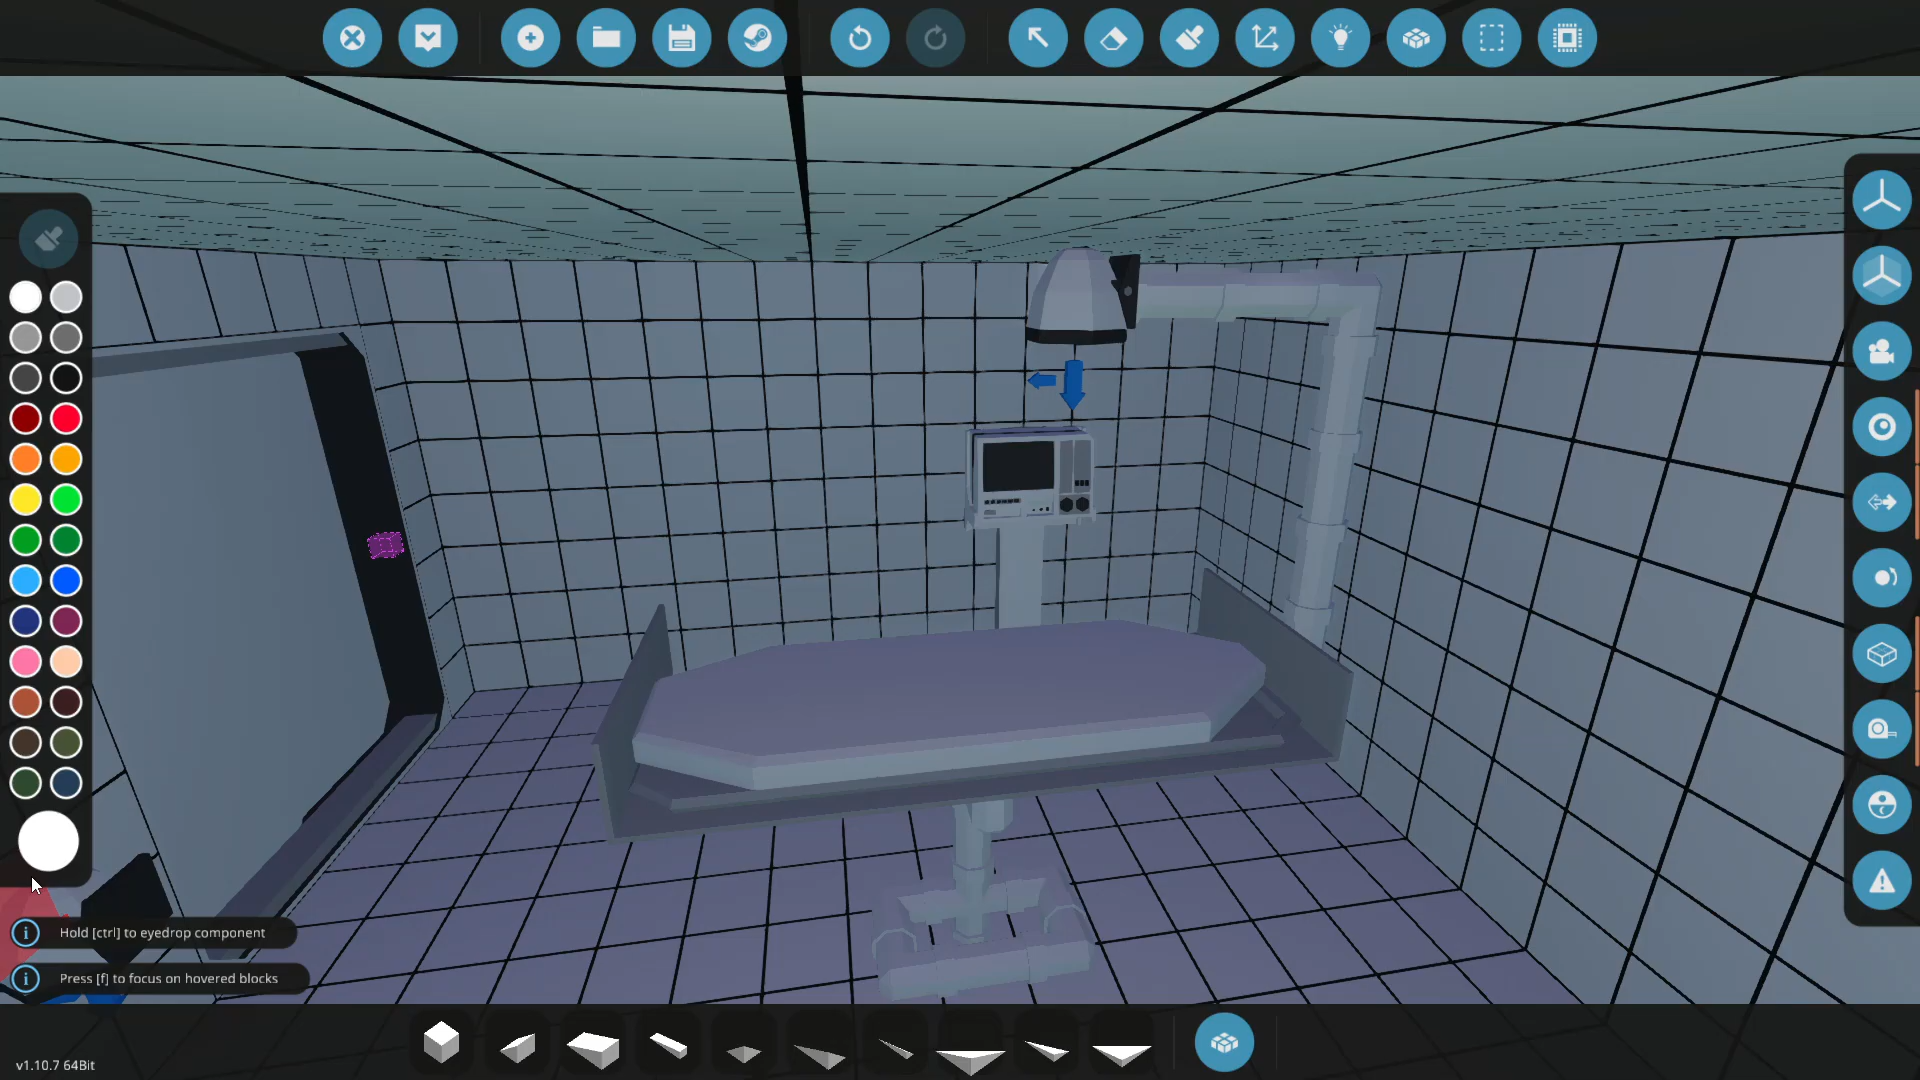 Hold [ctrl] to eyedrop component
Press [f] to focus on hovered blocks
v1.10.7 64Bit